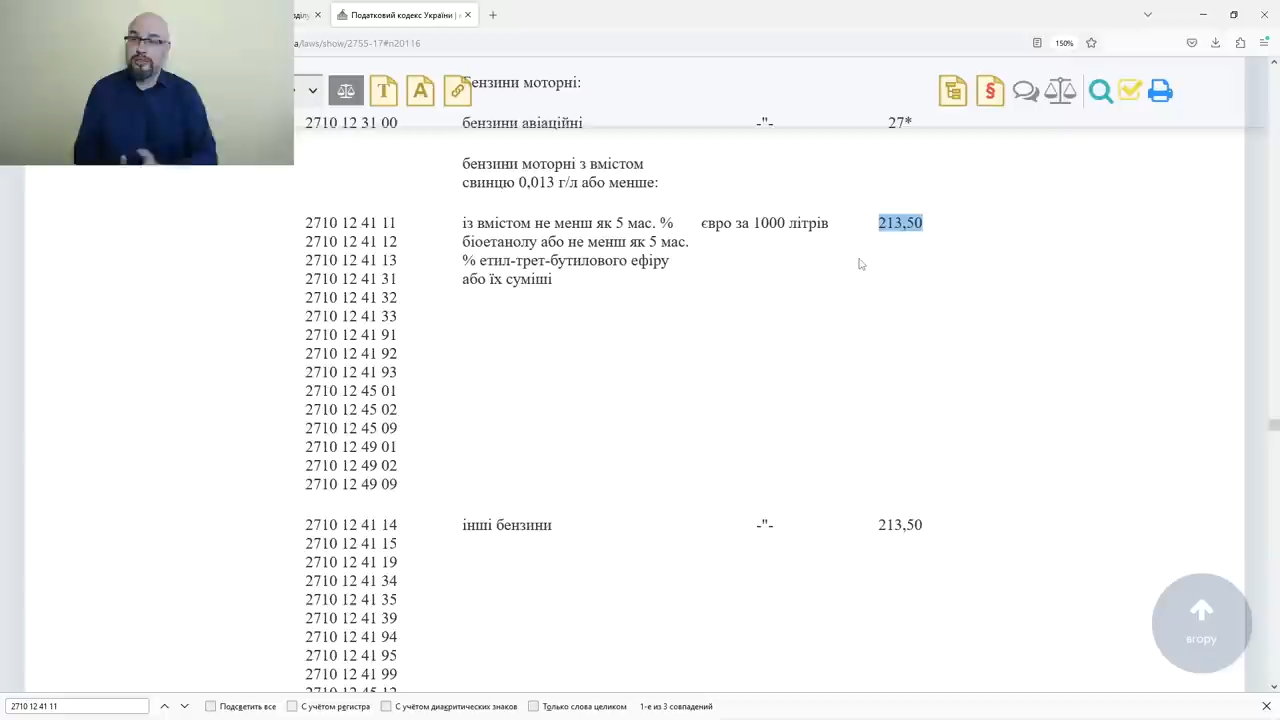 зділу
Податковий кодекс України | г
a/laws/show/2755-17#n20116
150%
Бензини моторні:
2710 12 31 00 бензини авіаційні -"- 27*
бензини моторні з вмістом
свинцю 0,013 г/л або менше:
2710 12 41 11 із вмістом не менш як 5 мас. % євро за 1000 літрів 213,50
2710 12 41 12 біоетанолу або не менш як 5 мас.
2710 12 41 13 % етил-трет-бутилового ефіру
2710 12 41 31 або їх суміші
2710 12 41 32
2710 12 41 33
2710 12 41 91
2710 12 41 92
2710 12 41 93
2710 12 45 01
2710 12 45 02
2710 12 45 09
2710 12 49 01
2710 12 49 02
2710 12 49 09
2710 12 41 14 інші бензини -"- 213,50
2710 12 41 15
2710 12 41 19
2710 12 41 34
2710 12 41 35
2710 12 41 39
2710 12 41 94
2710 12 41 95
2710 12 41 99
2710 12 45 12
вгору
2710 12 41 11 Подсветить все С учётом регистра С учётом диакритических знаков Только слова целиком 1-е из 3 совпадений